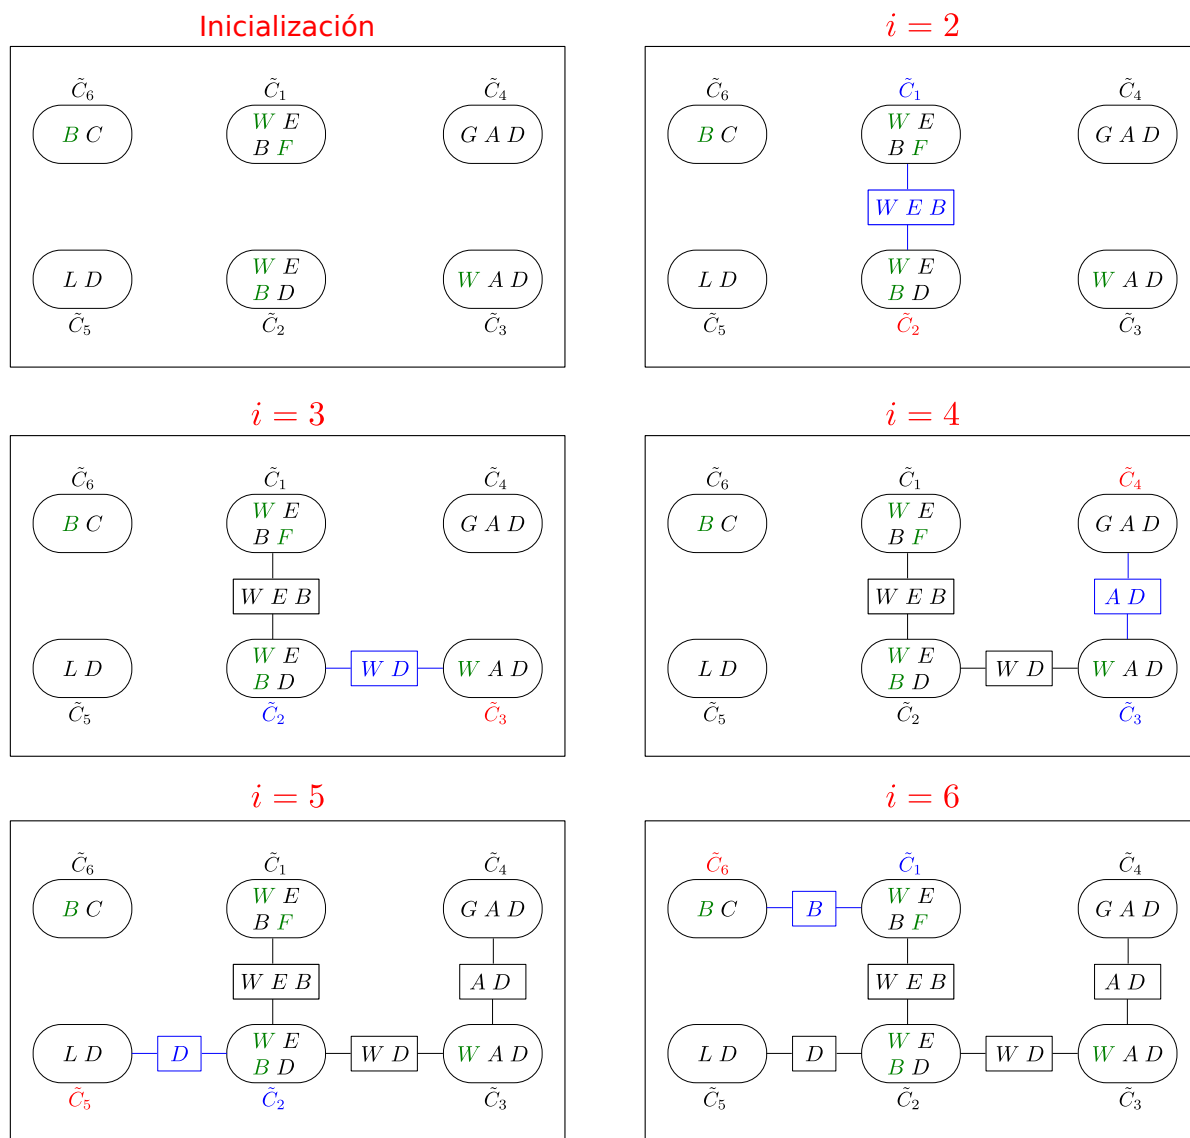 Inicialización
C̃₆ C̃₁ C̃₄
B C
W E
B F
G A D
L D
W E
B D
W A D
C̃₅ C̃₂ C̃₃
i = 2
C̃₆ C̃₁ C̃₄
B C
W E
B F
G A D
W E B
L D
W E
B D
W A D
C̃₅ C̃₂ C̃₃
i = 3
C̃₆ C̃₁ C̃₄
B C
W E
B F
G A D
W E B
L D
W E
B D
W D
W A D
C̃₅ C̃₂ C̃₃
i = 4
C̃₆ C̃₁ C̃₄
B C
W E
B F
G A D
W E B
A D
L D
W E
B D
W D
W A D
C̃₅ C̃₂ C̃₃
i = 5
C̃₆ C̃₁ C̃₄
B C
W E
B F
G A D
W E B
A D
L D
D
W E
B D
W D
W A D
C̃₅ C̃₂ C̃₃
i = 6
C̃₆ C̃₁ C̃₄
B C
B
W E
B F
G A D
W E B
A D
L D
D
W E
B D
W D
W A D
C̃₅ C̃₂ C̃₃